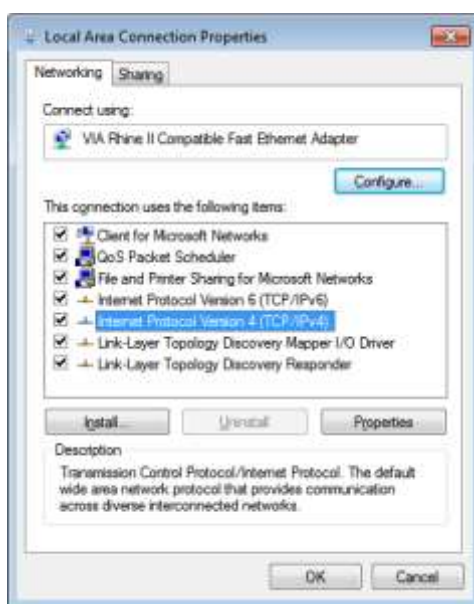 Local Area Connection Properties
Networking
Sharing
Connect using:
VIA Rhine II Compatible Fast Ethernet Adapter
Configure...
This connection uses the following items:
Client for Microsoft Networks
QoS Packet Scheduler
File and Printer Sharing for Microsoft Networks
Internet Protocol Version 6 (TCP/IPv6)
Internet Protocol Version 4 (TCP/IPv4)
Link-Layer Topology Discovery Mapper I/O Driver
Link-Layer Topology Discovery Responder
Install...
Uninstall
Properties
Description
Transmission Control Protocol/Internet Protocol. The default
wide area network protocol that provides communication
across diverse interconnected networks.
OK
Cancel